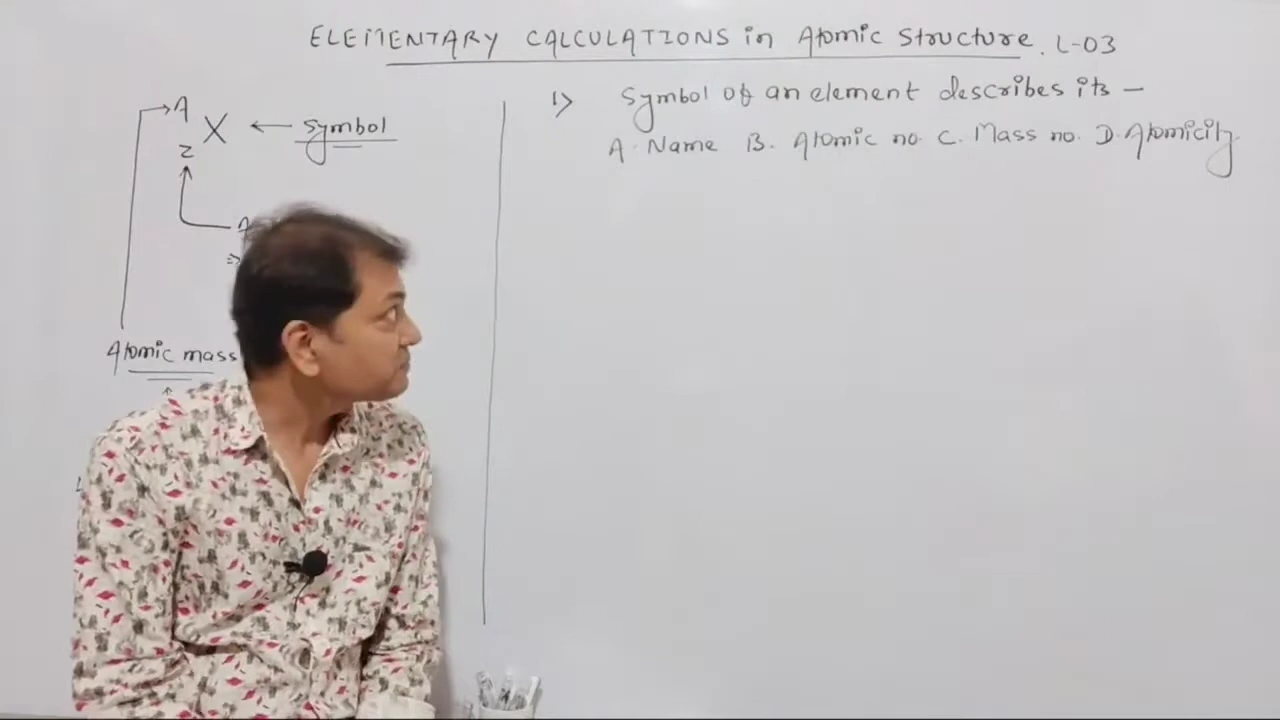 ELEMENTARY CALCULATIONS in Atomic Structure. L-03
A
X ← Symbol
Z
Atomic mass
1) Symbol of an element describes its —
A. Name B. Atomic no. C. Mass no. D. Atomicity.